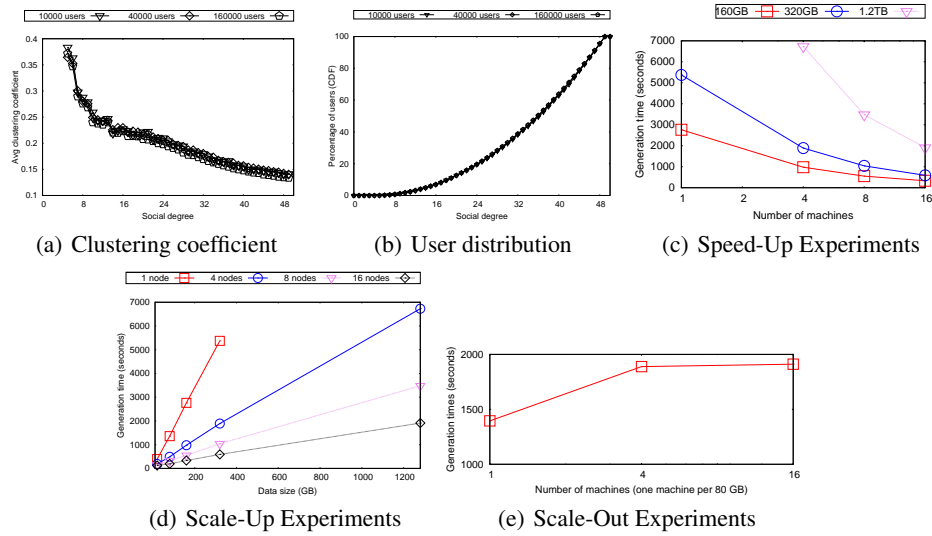 10000 users 40000 users 160000 users
0.4
0.35
0.3
0.25
0.2
0.15
0.1
Avg clustering coefficient
0 8 16 24 32 40 48
Social degree
(a) Clustering coefficient
10000 users 40000 users 160000 users
100
80
60
40
20
0
Percentage of users (CDF)
0 8 16 24 32 40 48
Social degree
(b) User distribution
160GB 320GB 1.2TB
7000
6000
5000
4000
3000
2000
1000
0
Generation time (seconds)
1 2 4 8 16
Number of machines
(c) Speed-Up Experiments
1 node 4 nodes 8 nodes 16 nodes
7000
6000
5000
4000
3000
2000
1000
0
Generation time (seconds)
200 400 600 800 1000 1200
Data size (GB)
(d) Scale-Up Experiments
2000
1500
1000
Generation times (seconds)
1 4 16
Number of machines (one machine per 80 GB)
(e) Scale-Out Experiments